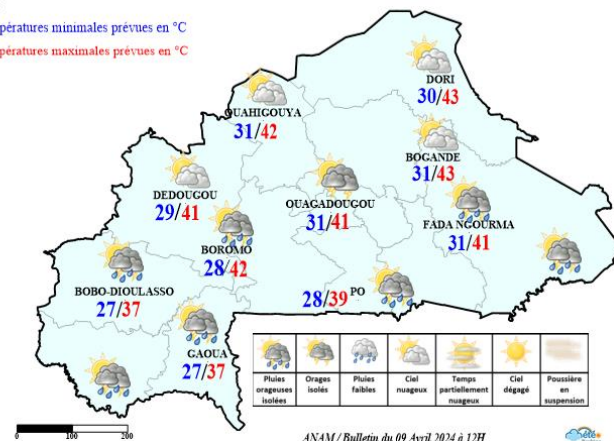 pératures minimales prévues en °C
pératures maximales prévues en °C
DORI
30/43
OUAHIGOUYA
31/42
BOGANDE
31/43
DEDOUGOU
29/41
OUAGADOUGOU
31/41
FADA NGOURMA
31/41
BOROMO
28/42
BOBO-DIOULASSO
27/37
PO
28/39
GAOUA
27/37
Pluies orageuses isolées
Orages isolés
Pluies faibles
Ciel nuageux
Temps partiellement nuageux
Ciel dégagé
Poussière en suspension
0 100 200
ANAM / Bulletin du 09 Avril 2024 à 12H